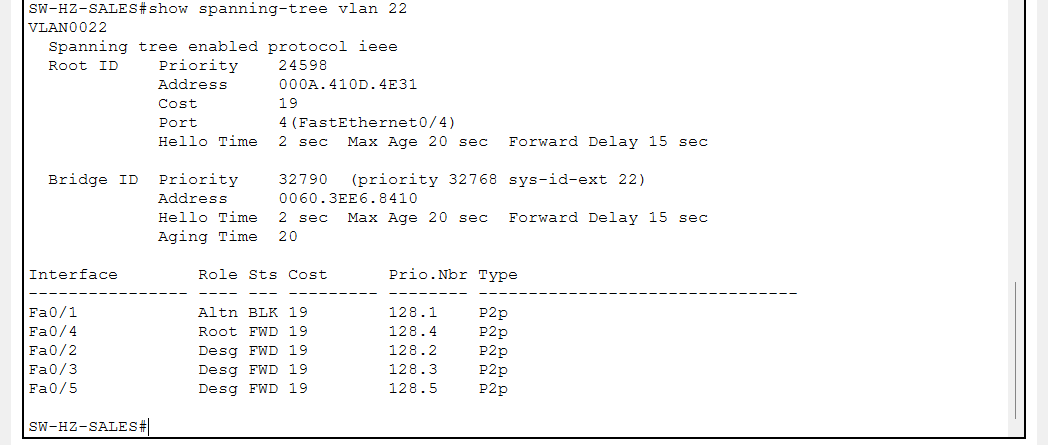 SW-HZ-SALES#show spanning-tree vlan 22
VLAN0022
  Spanning tree enabled protocol ieee
  Root ID    Priority    24598
             Address     000A.410D.4E31
             Cost        19
             Port        4(FastEthernet0/4)
             Hello Time  2 sec  Max Age 20 sec  Forward Delay 15 sec

  Bridge ID  Priority    32790  (priority 32768 sys-id-ext 22)
             Address     0060.3EE6.8410
             Hello Time  2 sec  Max Age 20 sec  Forward Delay 15 sec
             Aging Time  20

Interface        Role Sts Cost      Prio.Nbr Type
---------------- ---- --- --------- -------- --------------------------------
Fa0/1            Altn BLK 19        128.1    P2p
Fa0/4            Root FWD 19        128.4    P2p
Fa0/2            Desg FWD 19        128.2    P2p
Fa0/3            Desg FWD 19        128.3    P2p
Fa0/5            Desg FWD 19        128.5    P2p

SW-HZ-SALES#